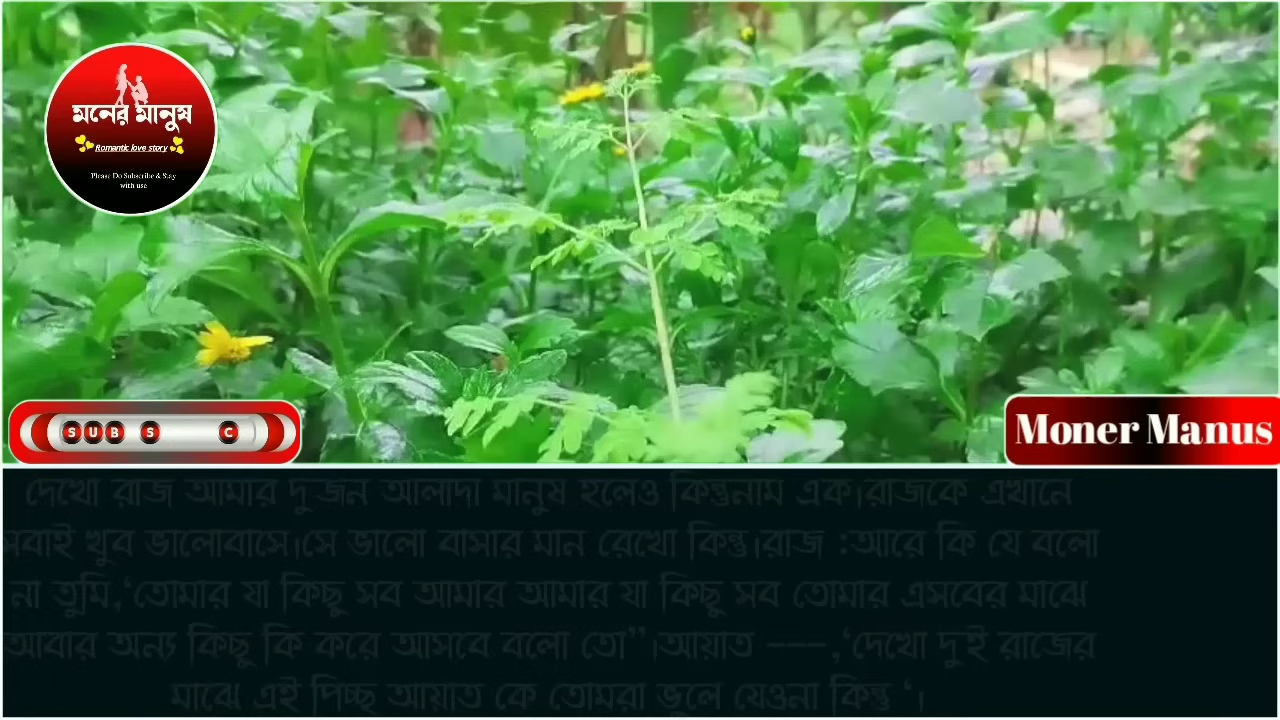 মনের মানুষ
Romantic love story
Please Do Subscribe & Stay
with use
SUBS C
Moner Manus
দেখো রাজ আমার দু'জন আলাদা মানুষ হলেও কিন্তুনাম এক।রাজকে এখানে
সবাই খুব ভালোবাসে।সে ভালো বাসার মান রেখো কিন্তু।রাজ :আরে কি যে বলো
না তুমি,‘তোমার যা কিছু সব আমার আমার যা কিছু সব তোমার এসবের মাঝে
আবার অন্য কিছু কি করে আসবে বলো তো”।আয়াত ----,‘দেখো দুই রাজের
মাঝে এই পিচ্ছ আয়াত কে তোমরা ভূলে যেওনা কিন্তু ‘।